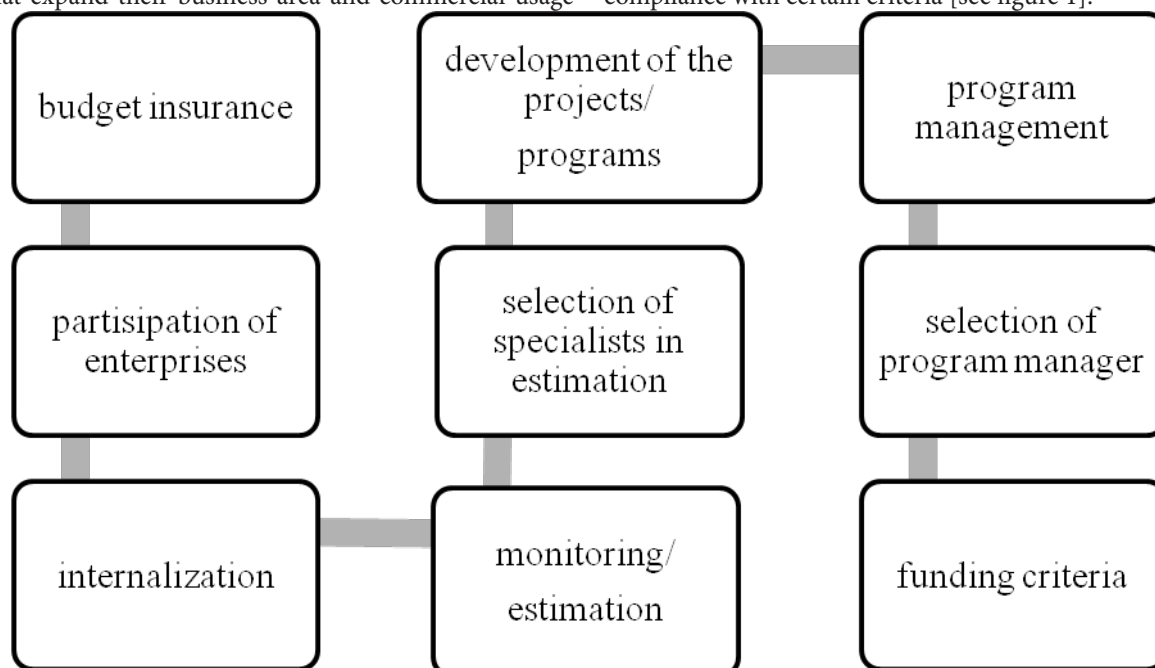 at expand their business area and commercial usage
compliance with certain criteria [see figure 1].
budget insurance
partisipation of
enterprises
internalization
monitoring/
estimation
selection of
specialists in
estimation
development of the
projects/
programs
program
management
selection of
program manager
funding criteria